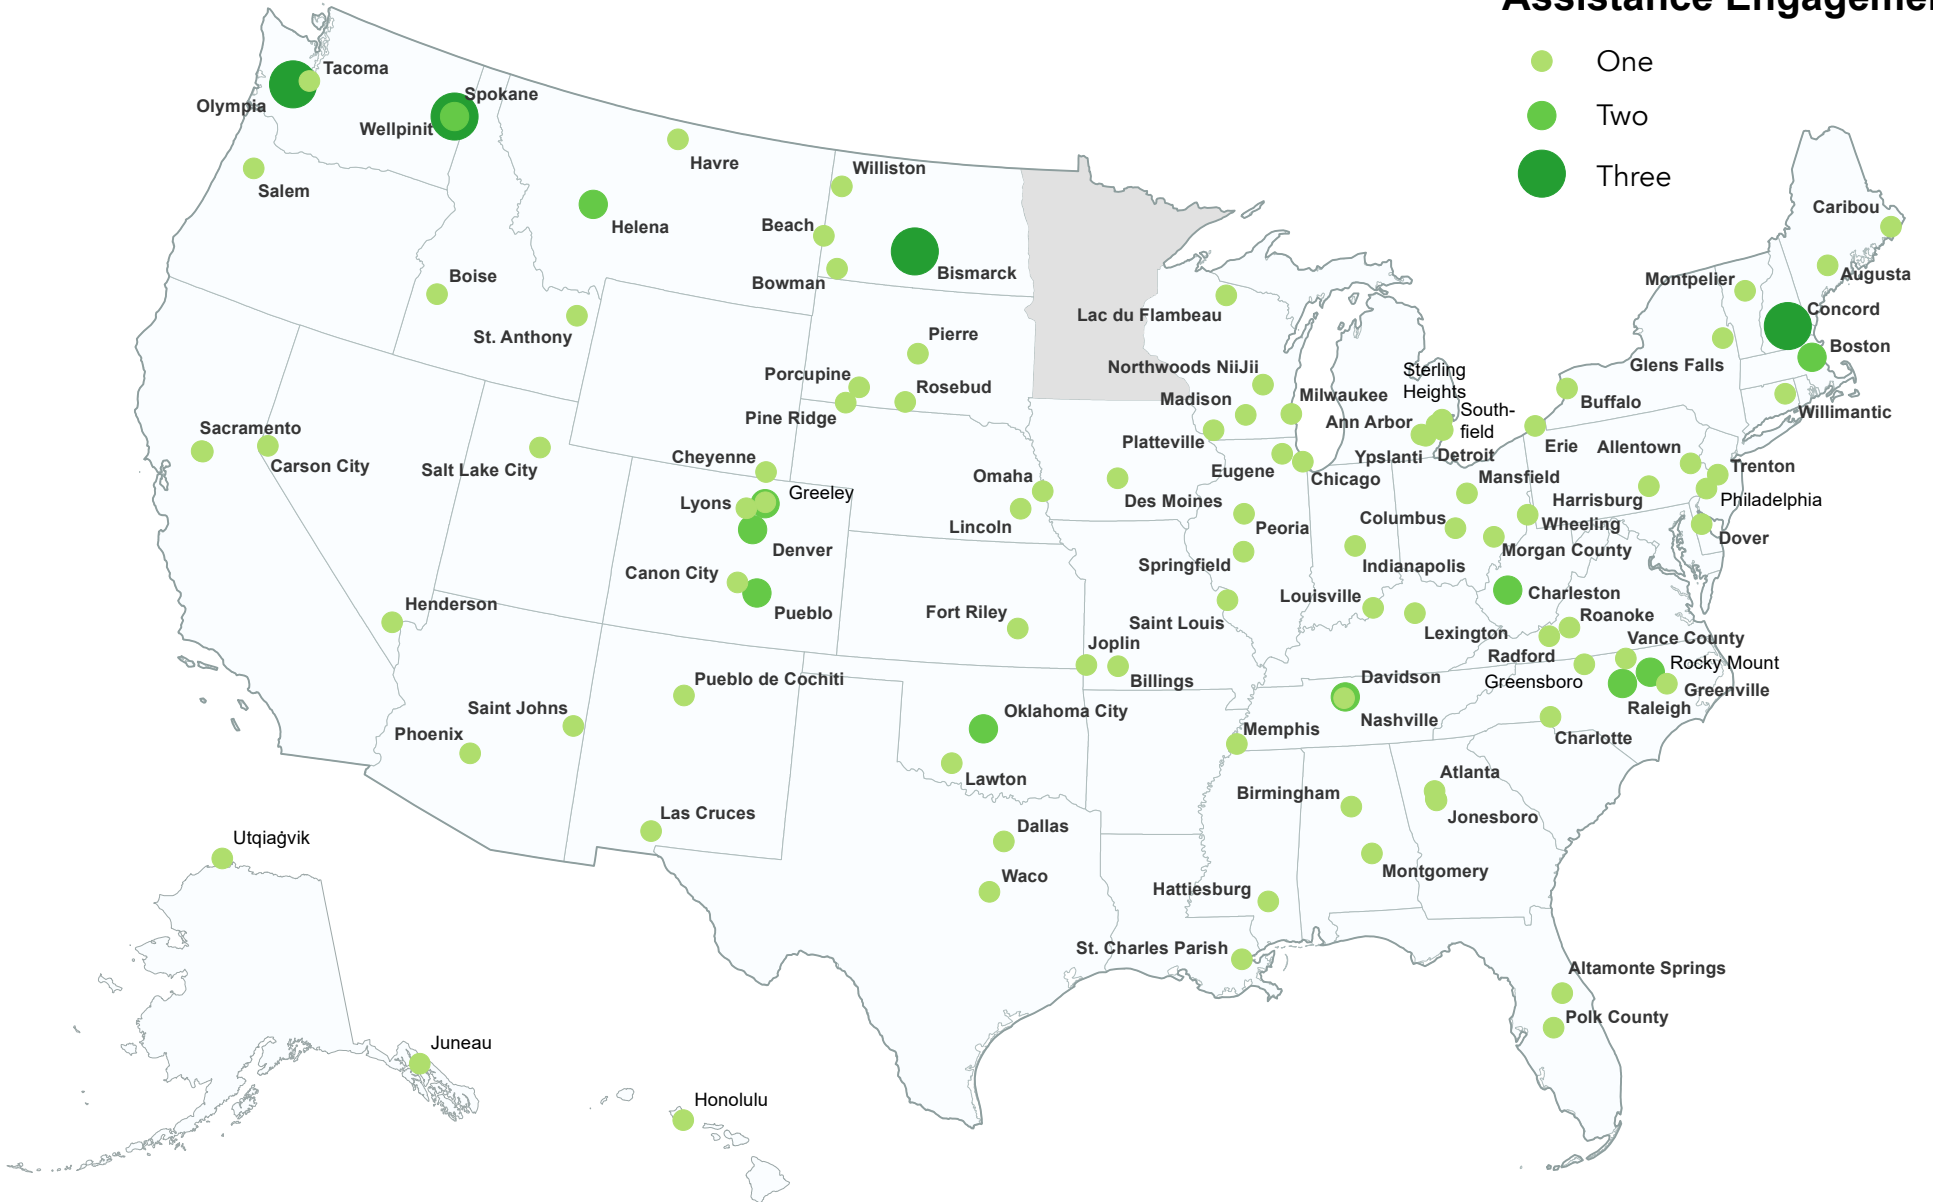 Assistance Engagemen
One
Two
Three
Tacoma
Olympia
Spokane
Wellpinit
Salem
Havre
Helena
Williston
Beach
Bismarck
Bowman
Boise
St. Anthony
Caribou
Augusta
Montpelier
Concord
Boston
Glens Falls
Willimantic
Lac du Flambeau
Pierre
Porcupine
Rosebud
Pine Ridge
Northwoods NiiJii
Madison
Milwaukee
Platteville
Sterling
Heights
South-
field
Ann Arbor
Ypslanti
Detroit
Buffalo
Erie
Allentown
Trenton
Harrisburg
Philadelphia
Dover
Sacramento
Carson City
Salt Lake City
Cheyenne
Lyons
Greeley
Denver
Omaha
Lincoln
Des Moines
Eugene
Chicago
Peoria
Springfield
Mansfield
Columbus
Wheeling
Morgan County
Indianapolis
Canon City
Pueblo
Henderson
Fort Riley
Saint Louis
Louisville
Lexington
Charleston
Roanoke
Radford
Vance County
Rocky Mount
Greensboro
Greenville
Raleigh
Charlotte
Joplin
Billings
Pueblo de Cochiti
Saint Johns
Phoenix
Oklahoma City
Lawton
Davidson
Nashville
Memphis
Birmingham
Atlanta
Jonesboro
Las Cruces
Dallas
Waco
Montgomery
Hattiesburg
St. Charles Parish
Altamonte Springs
Polk County
Utqiaġvik
Juneau
Honolulu